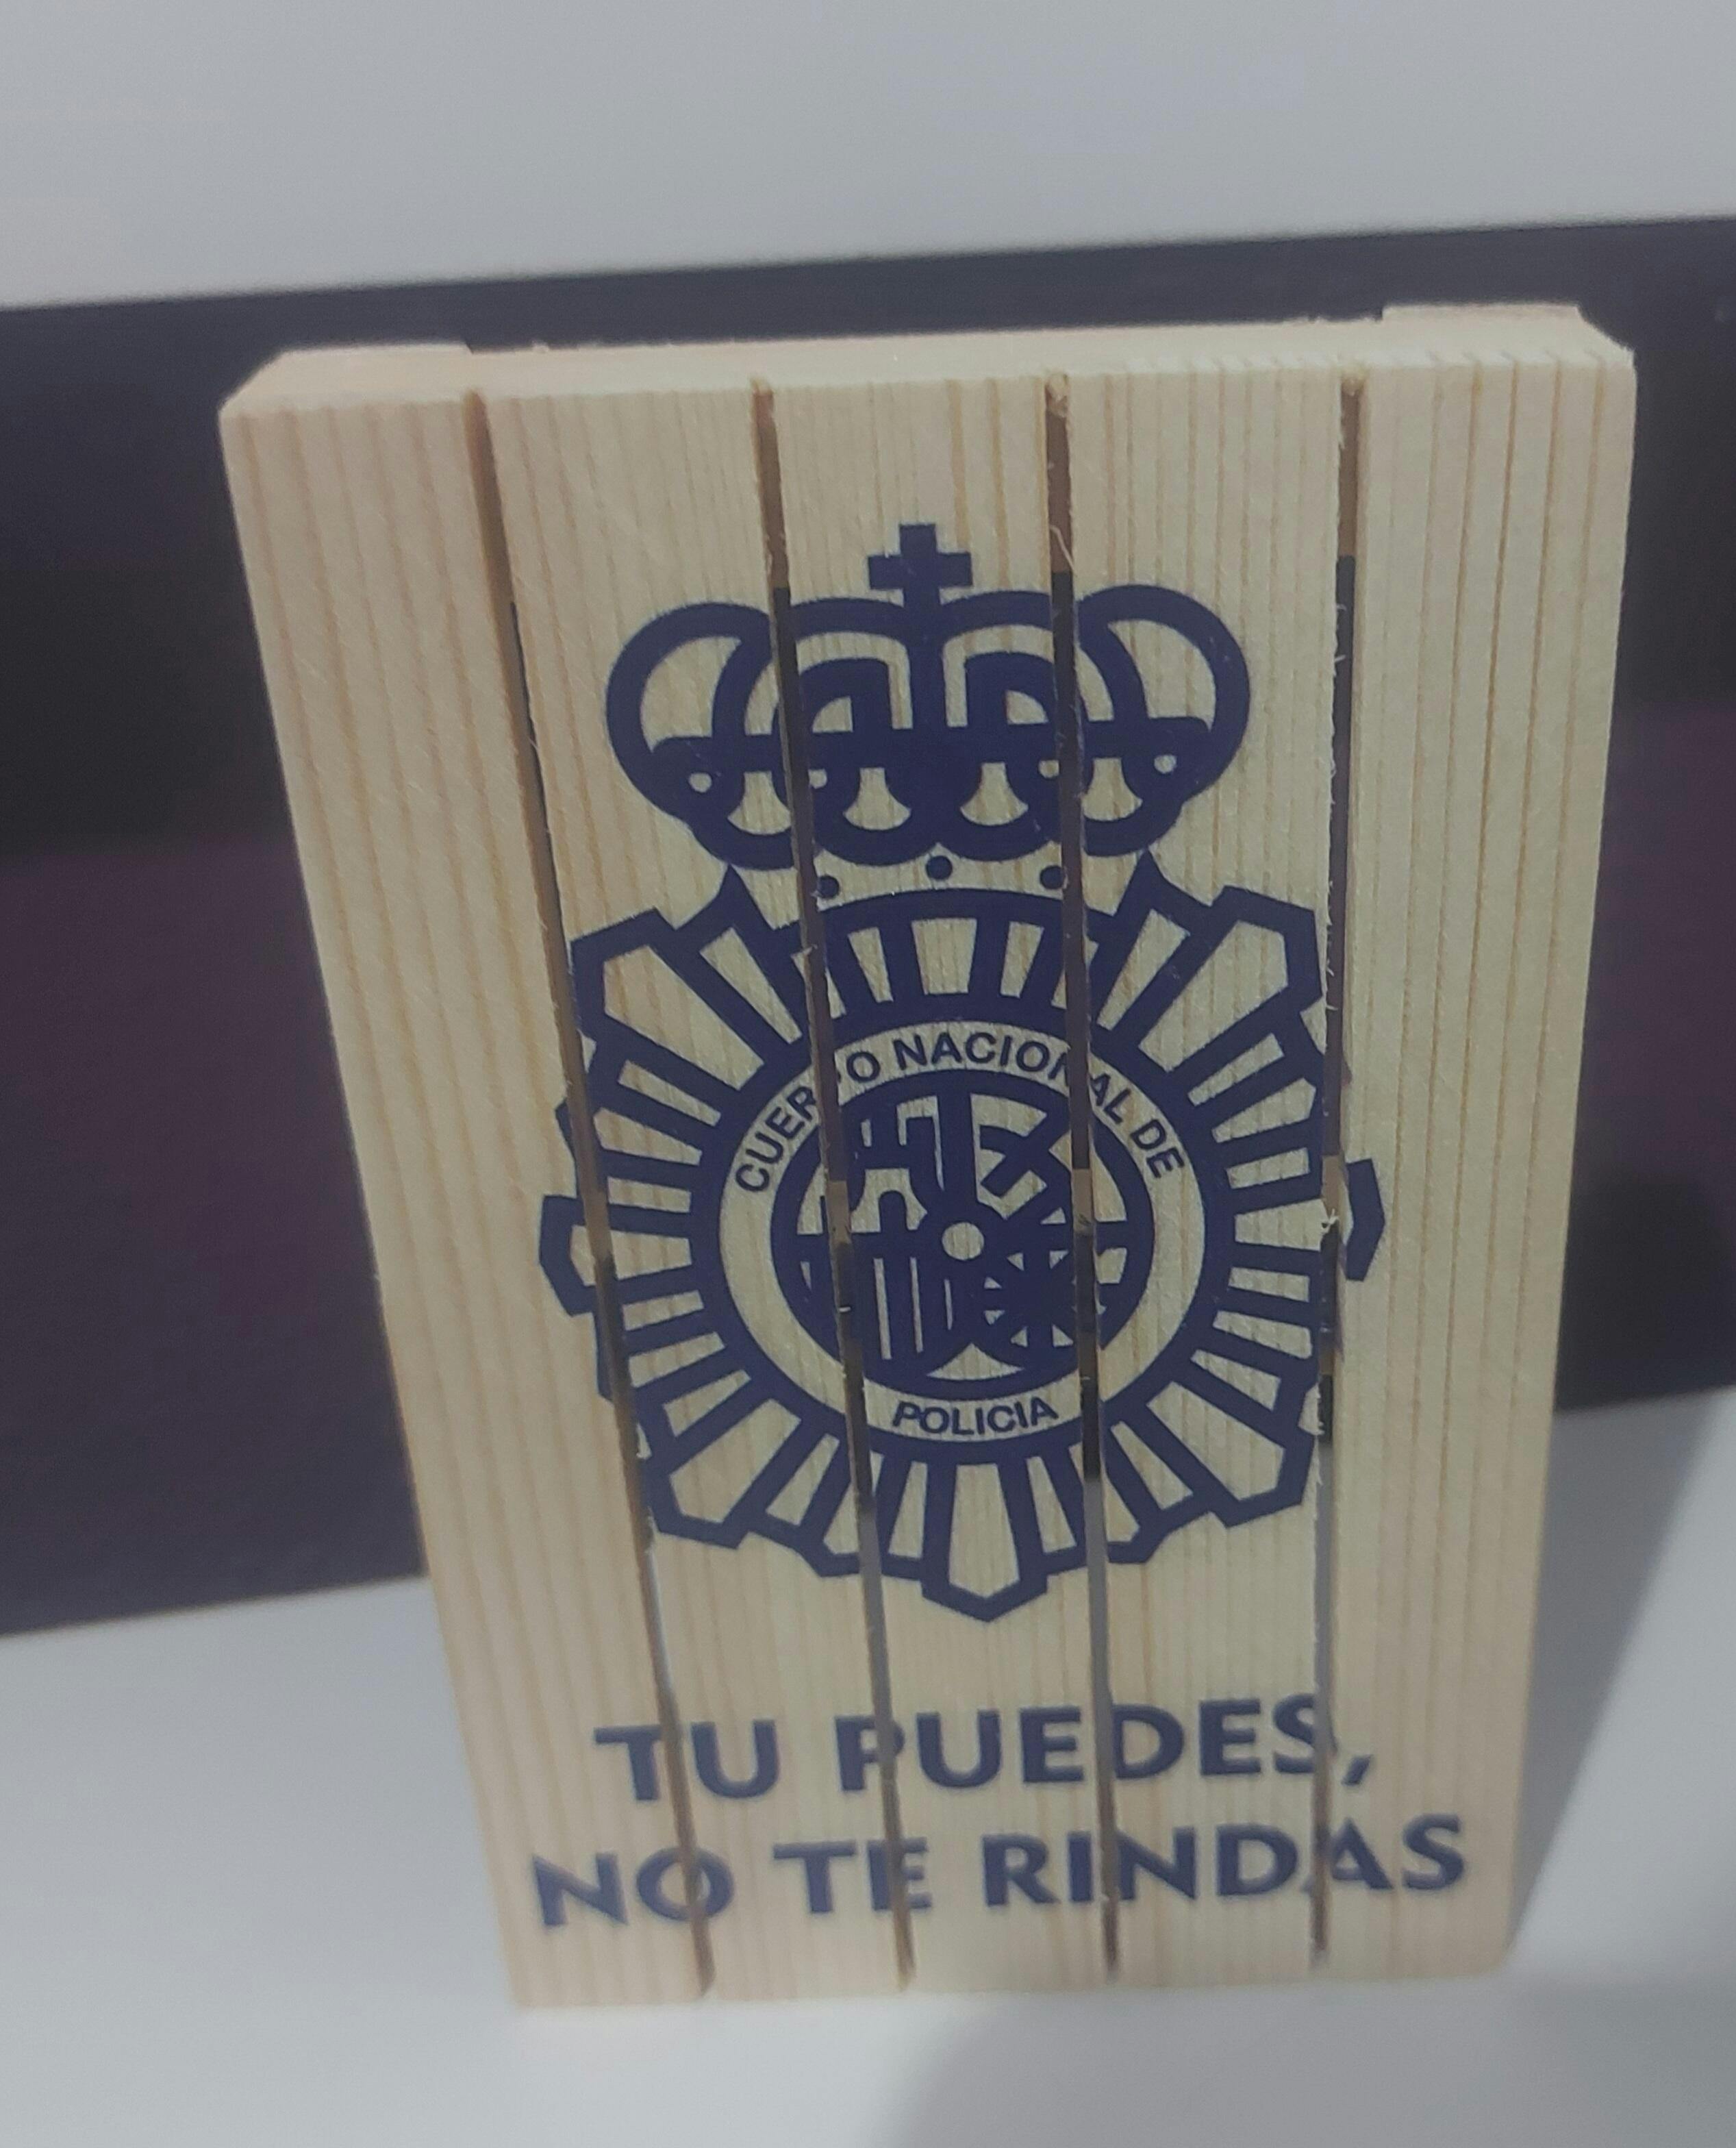 CUERPO NACIONAL DE
POLICIA
TU PUEDES,
NO TE RINDAS